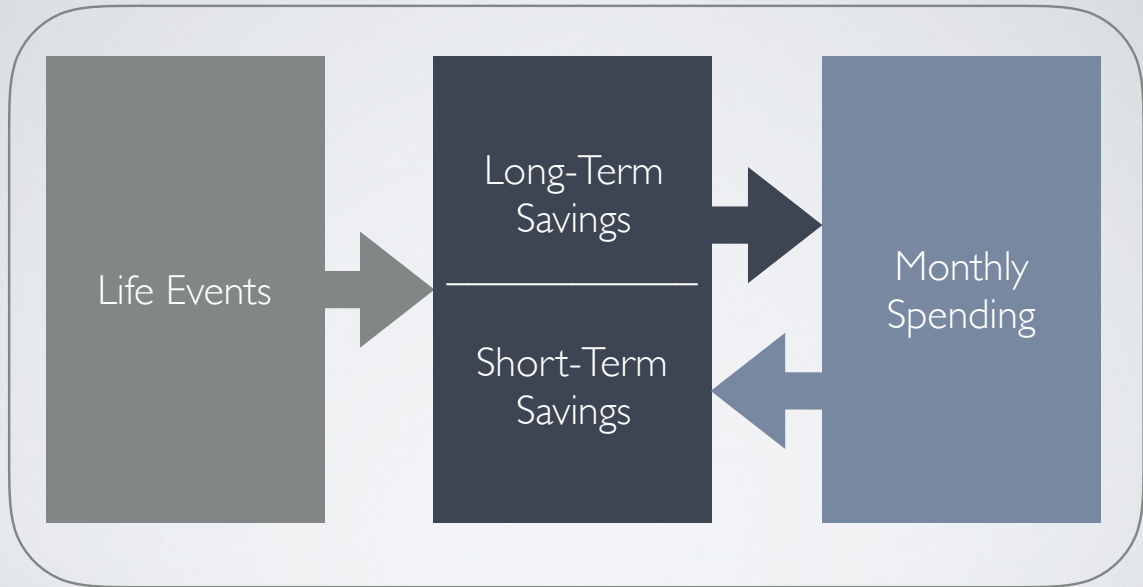 Life Events
Long-Term
Savings
Short-Term
Savings
Monthly
Spending